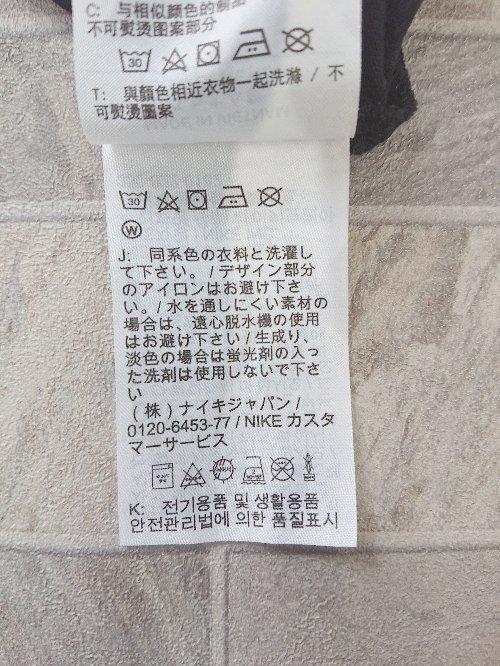 C: 与相似颜色的
不可熨烫图案部分
30
T: 與顏色相近衣物一起洗滌 / 不
可熨燙圖案
30
W
J: 同系色の衣料と洗濯し
て下さい。/ デザイン部分
のアイロンはお避け下さ
い。/ 水を通しにくい素材の
場合は、遠心脱水機の使用
はお避け下さい / 生成り、
淡色の場合は蛍光剤の入っ
た洗剤は使用しないで下さ
い
(株) ナイキジャパン /
0120-6453-77 / NIKE カスタ
マーサービス
K: 전기용품 및 생활용품
안전관리법에 의한 품질표시